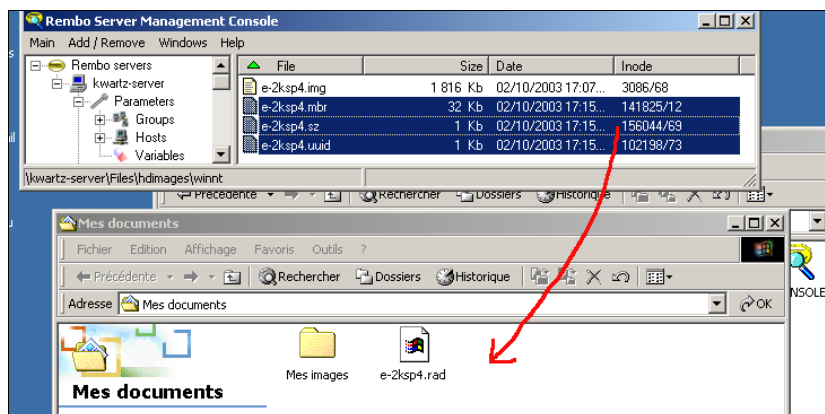 Rembo Server Management Console
Main Add / Remove Windows Help
Rembo servers
kwartz-server
Parameters
Groups
Hosts
Variables
File Size Date Inode
e-2ksp4.img 1 816 Kb 02/10/2003 17:07... 3086/68
e-2ksp4.mbr 32 Kb 02/10/2003 17:15... 141825/12
e-2ksp4.sz 1 Kb 02/10/2003 17:15... 156044/69
e-2ksp4.uuid 1 Kb 02/10/2003 17:15... 102198/73
\kwartz-server\Files\hdimages\winnt
Précédente Rechercher Dossiers Historique
Mes documents
Fichier Edition Affichage Favoris Outils ?
Précédente Rechercher Dossiers Historique
Adresse Mes documents OK
NSOLE
Mes images e-2ksp4.rad
Mes documents